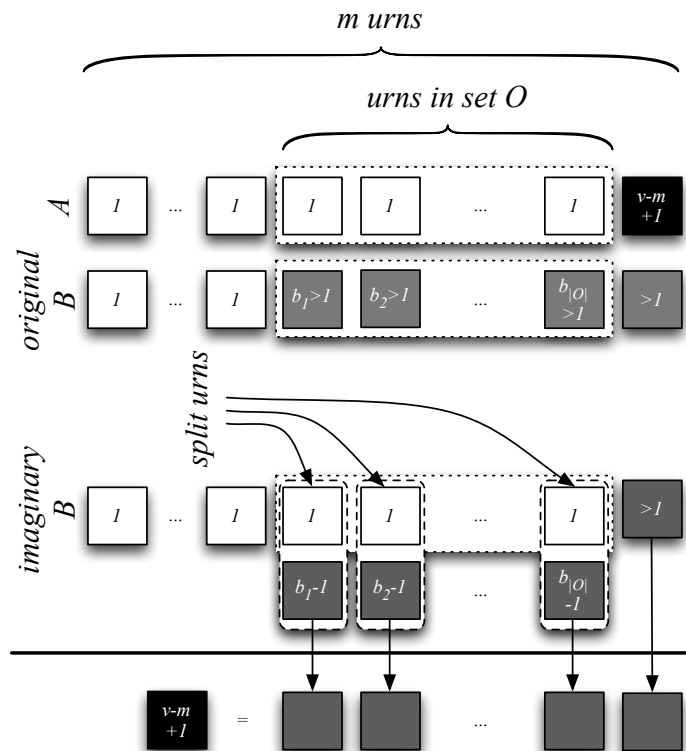 m urns
urns in set O
A
1 ... 1 1 1 ... 1 v-m
+1
original
B
1 ... 1 b₁>1 b₂>1 ... b|O|
>1 >1
split urns
imaginary
B
1 ... 1 1 1 ... 1 >1
b₁-1 b₂-1 ... b|O|
-1
v-m
+1 = ...